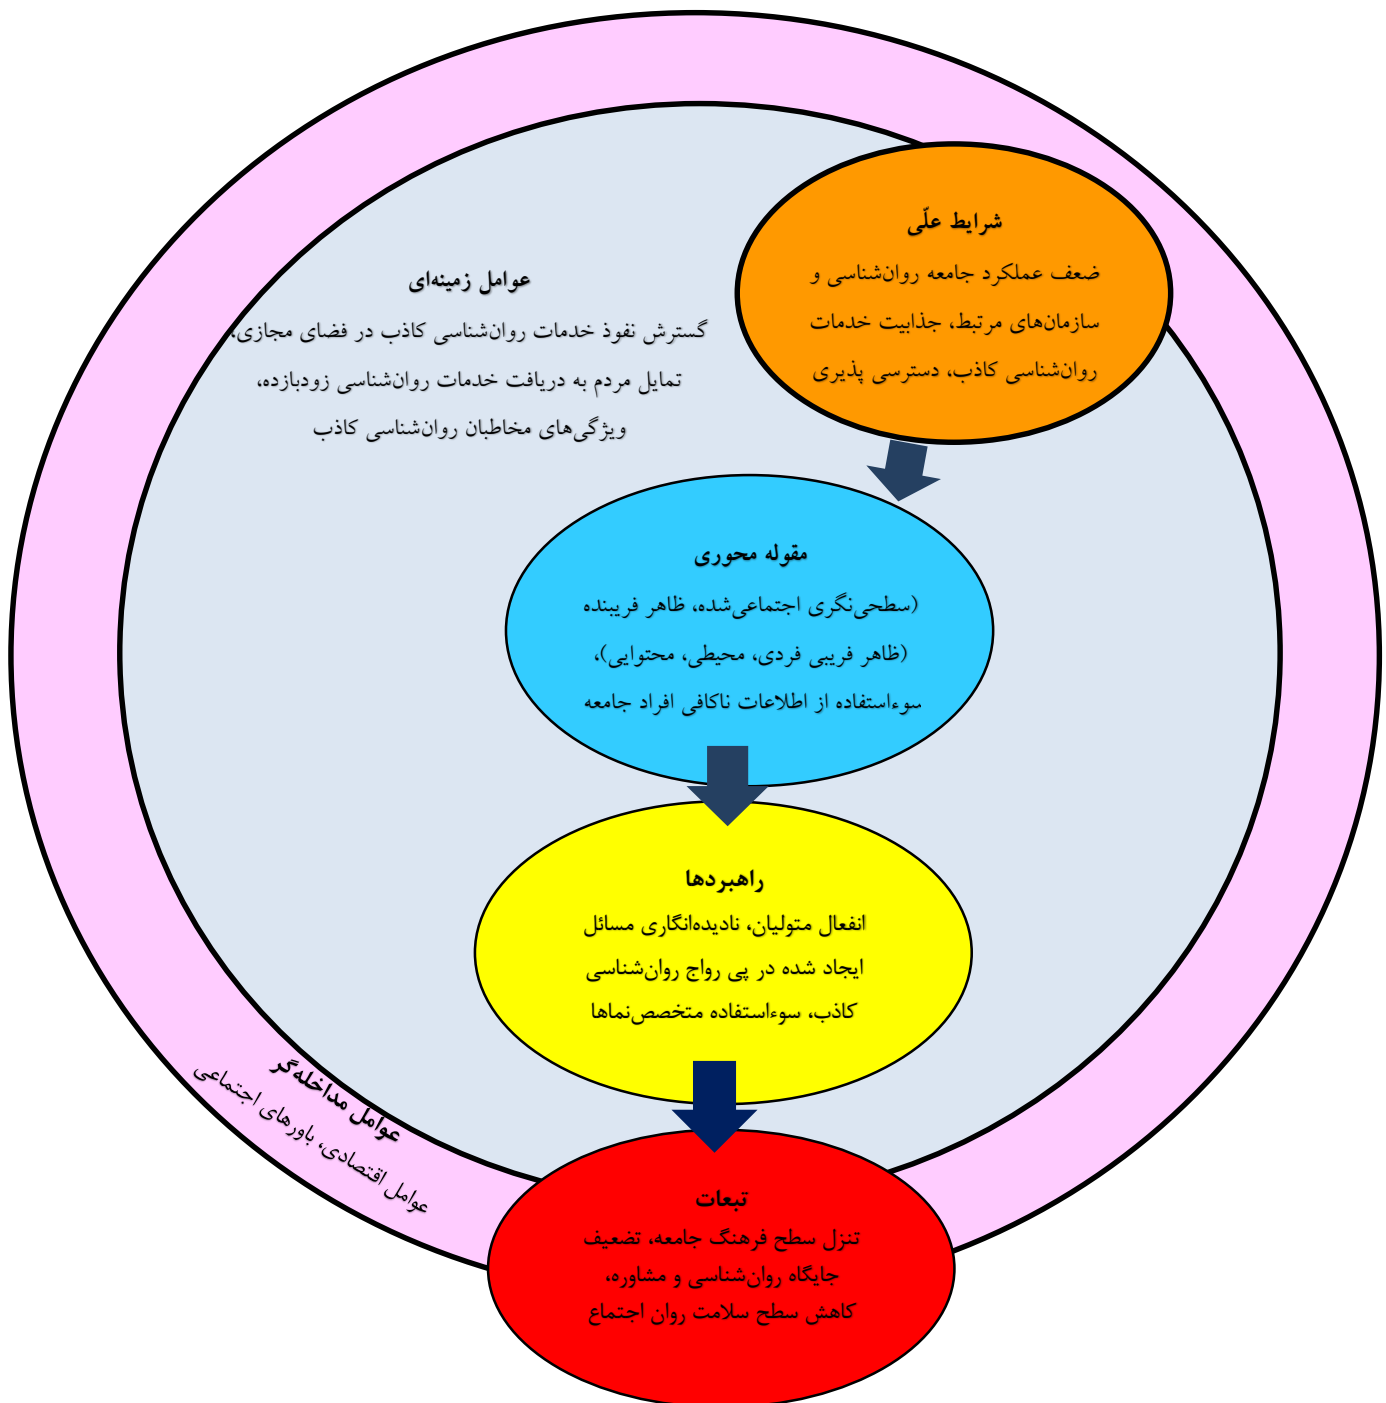 شرایط علّی
ضعف عملکرد جامعه روان‌شناسی و
سازمان‌های مرتبط، جذابیت خدمات
روان‌شناسی کاذب، دسترسی پذیری
عوامل زمینه‌ای
گسترش نفوذ خدمات روان‌شناسی کاذب در فضای مجازی،
تمایل مردم به دریافت خدمات روان‌شناسی زودبازده،
ویژگی‌های مخاطبان روان‌شناسی کاذب
مقوله محوری
(سطحی‌نگری اجتماعی‌شده، ظاهر فریبنده
(ظاهر فریبی فردی، محیطی، محتوایی)،
سوءاستفاده از اطلاعات ناکافی افراد جامعه
راهبردها
انفعال متولیان، نادیده‌انگاری مسائل
ایجاد شده در پی رواج روان‌شناسی
کاذب، سوءاستفاده متخصص‌نماها
عوامل مداخله‌گر
عوامل اقتصادی، باورهای اجتماعی
تبعات
تنزل سطح فرهنگ جامعه، تضعیف
جایگاه روان‌شناسی و مشاوره،
کاهش سطح سلامت روان اجتماع